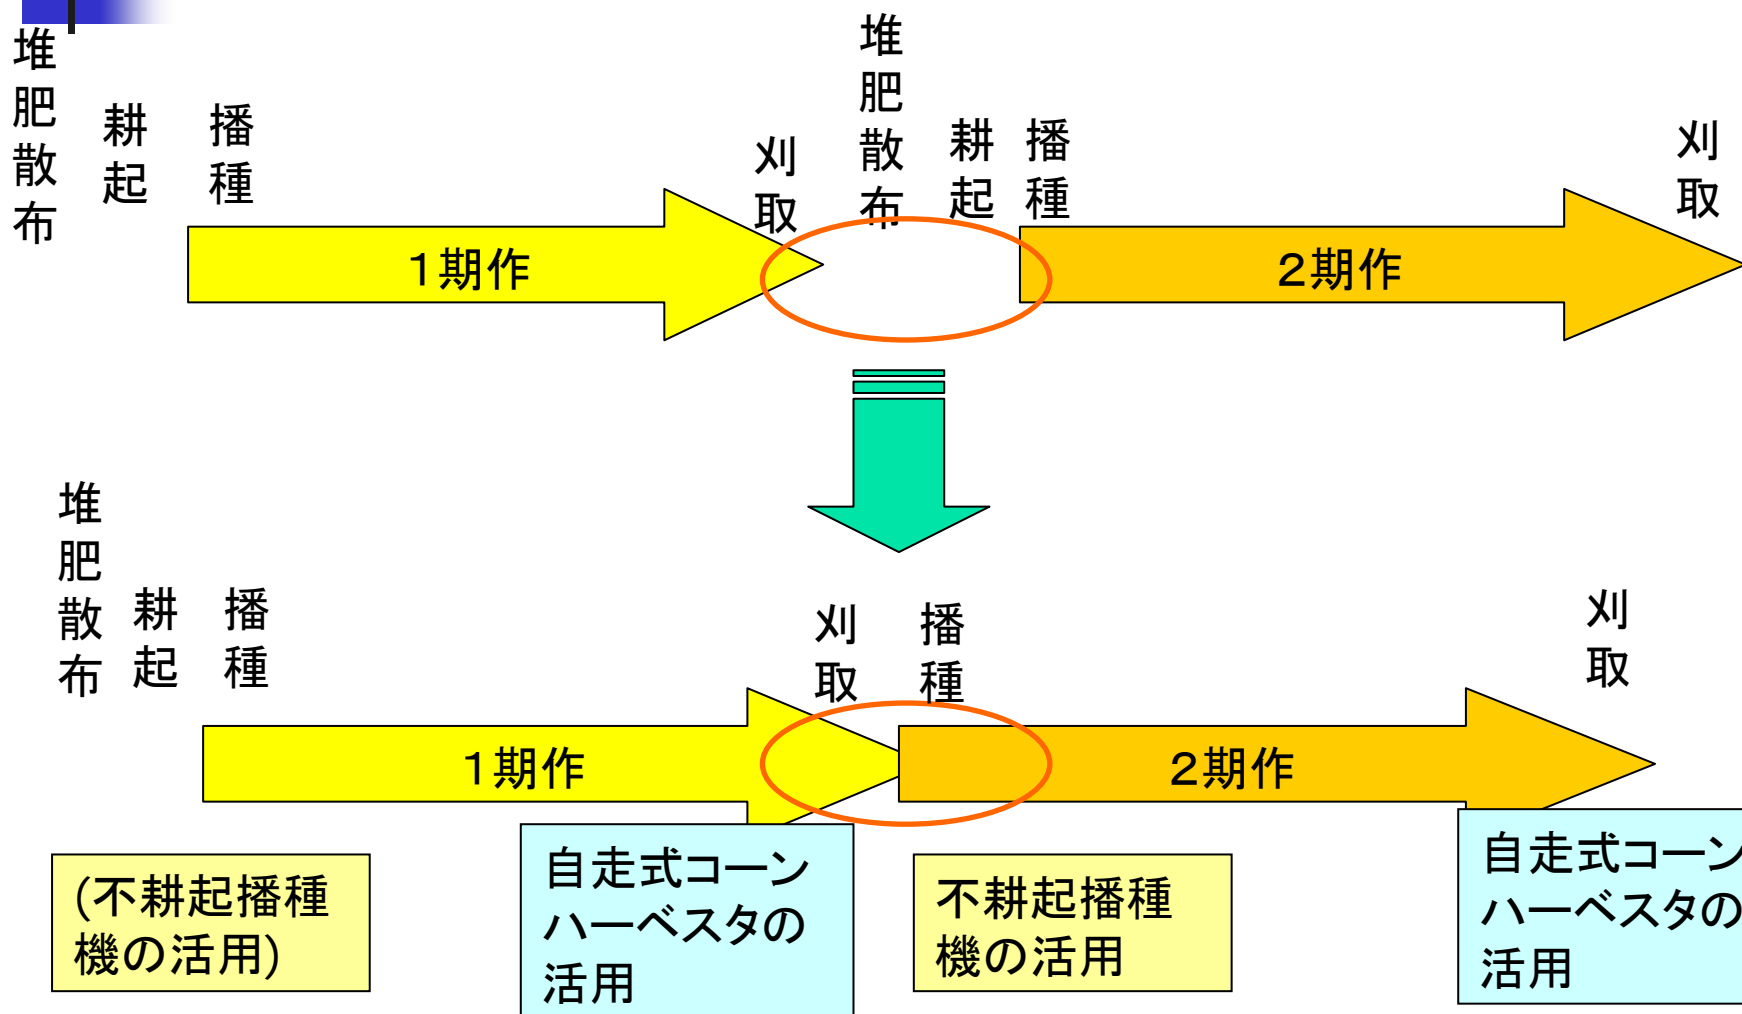 堆肥散布
耕起
播種
刈取
堆肥散布
耕起
播種
刈取
1期作
2期作
堆肥散布
耕起
播種
刈取
播種
刈取
1期作
2期作
(不耕起播種
機の活用)
自走式コーン
ハーベスタの
活用
不耕起播種
機の活用
自走式コーン
ハーベスタの
活用